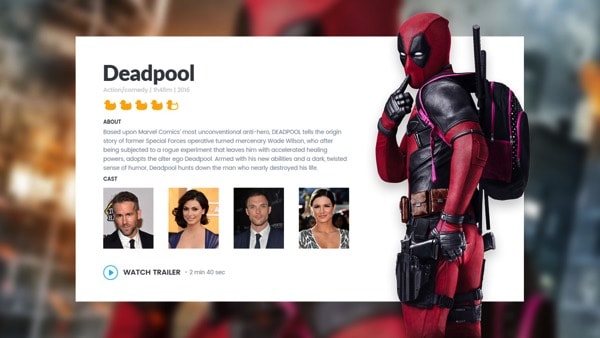 Deadpool
Action/comedy | 1h48m | 2016
ABOUT
Based upon Marvel Comics' most unconventional anti-hero, DEADPOOL tells the origin
story of former Special Forces operative turned mercenary Wade Wilson, who after
being subjected to a rogue experiment that leaves him with accelerated healing
powers, adopts the alter ego Deadpool. Armed with his new abilities and a dark, twisted
sense of humor, Deadpool hunts down the man who nearly destroyed his life.
CAST
WATCH TRAILER - 2 min 40 sec